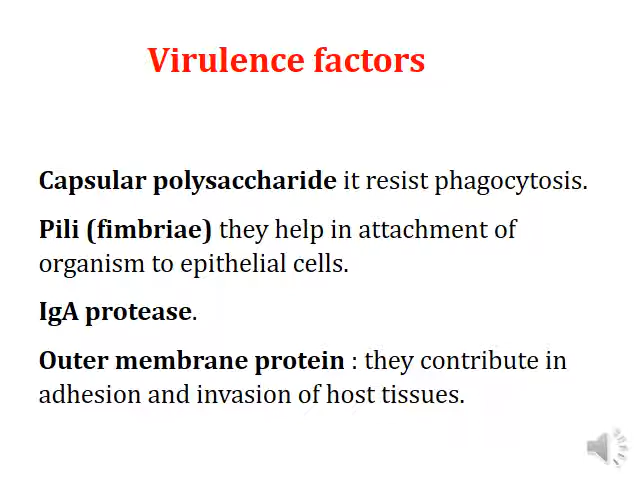 Virulence factors
Capsular polysaccharide it resist phagocytosis.
Pili (fimbriae) they help in attachment of
organism to epithelial cells.
IgA protease.
Outer membrane protein : they contribute in
adhesion and invasion of host tissues.